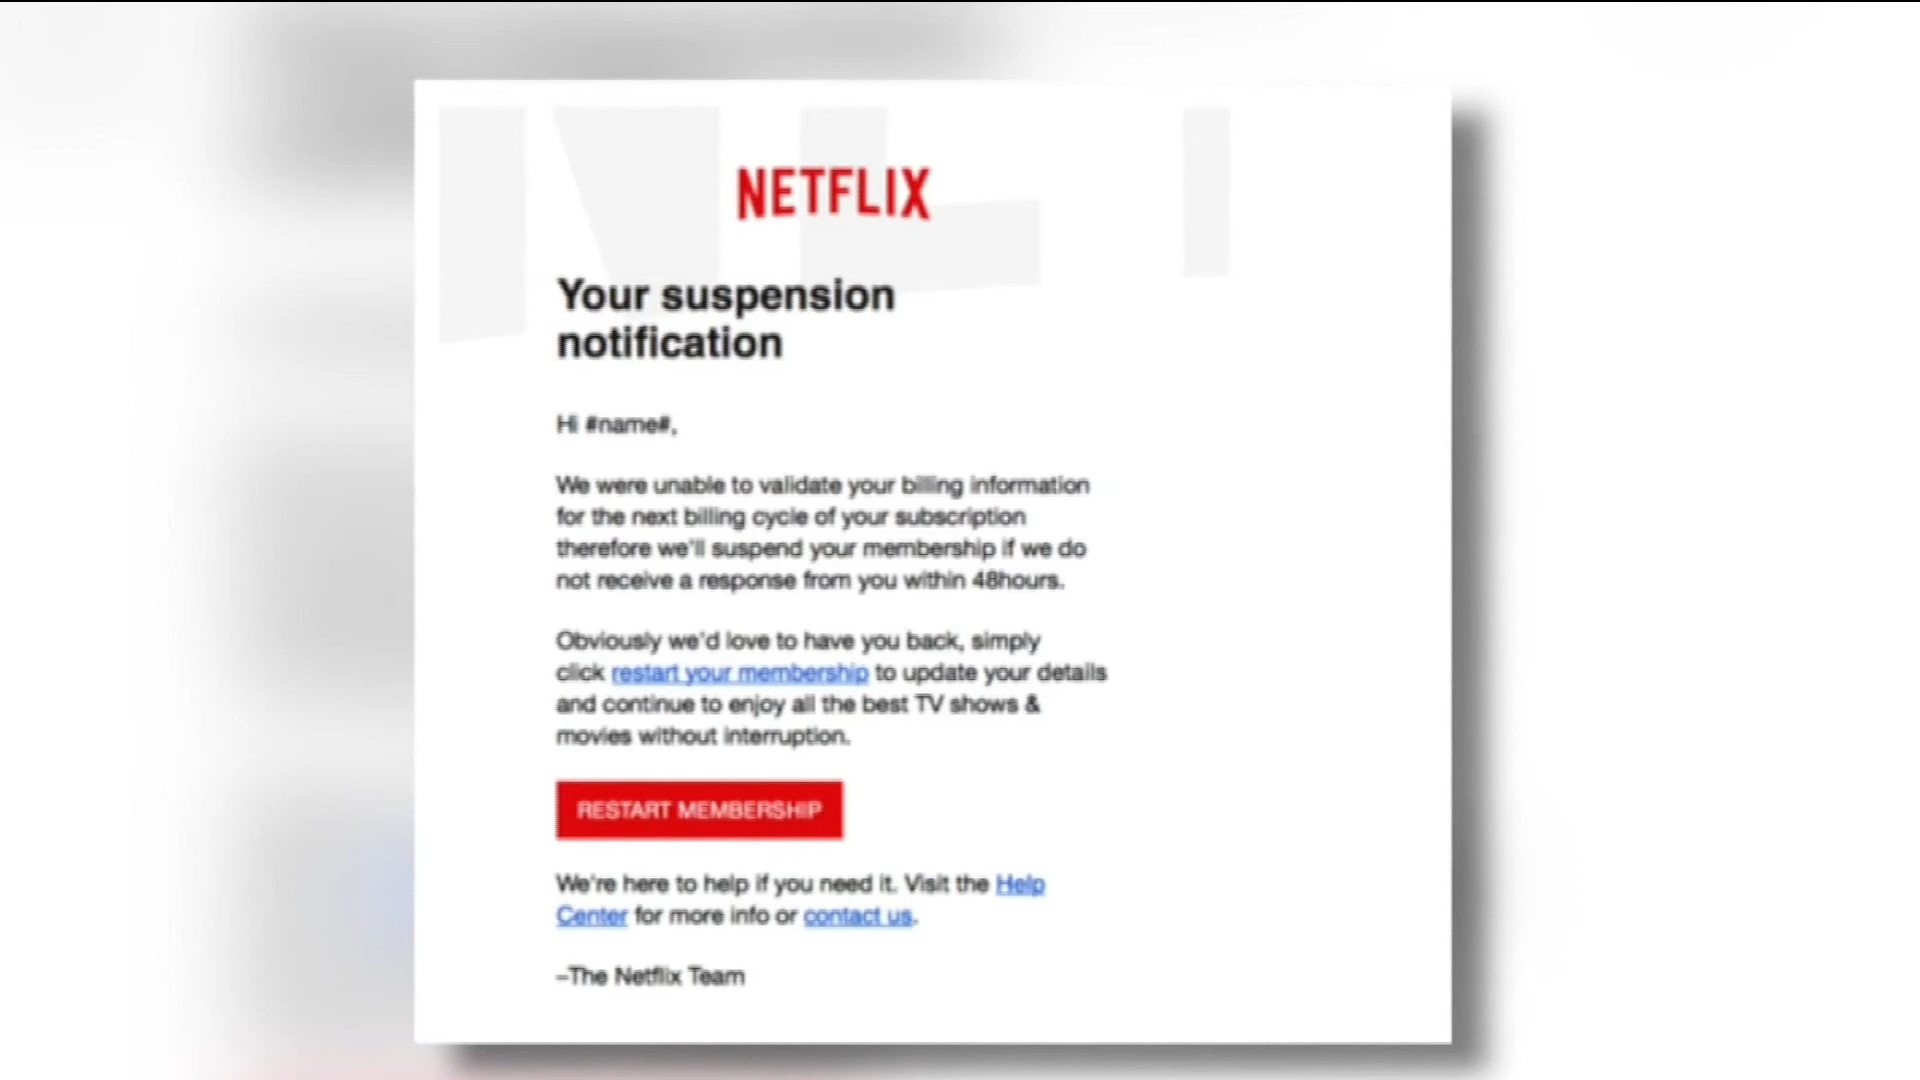 NETFLIX
Your suspension
notification
Hi #name#,
We were unable to validate your billing information
for the next billing cycle of your subscription
therefore we'll suspend your membership if we do
not receive a response from you within 48hours.
Obviously we'd love to have you back, simply
click restart your membership to update your details
and continue to enjoy all the best TV shows &
movies without interruption.
RESTART MEMBERSHIP
We're here to help if you need it. Visit the Help
Center for more info or contact us.
–The Netflix Team